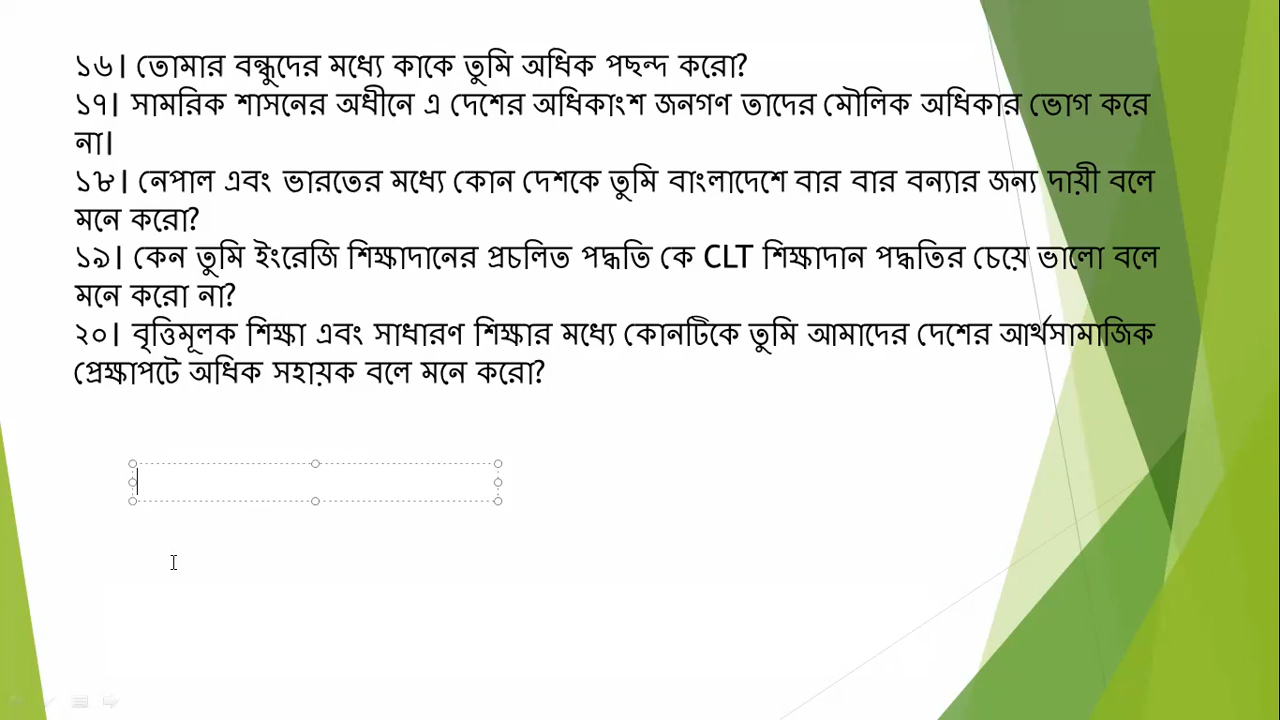 ১৬। তোমার বন্ধুদের মধ্যে কাকে তুমি অধিক পছন্দ করো?
১৭। সামরিক শাসনের অধীনে এ দেশের অধিকাংশ জনগণ তাদের মৌলিক অধিকার ভোগ করে
না।
১৮। নেপাল এবং ভারতের মধ্যে কোন দেশকে তুমি বাংলাদেশে বার বার বন্যার জন্য দায়ী বলে
মনে করো?
১৯। কেন তুমি ইংরেজি শিক্ষাদানের প্রচলিত পদ্ধতি কে CLT শিক্ষাদান পদ্ধতির চেয়ে ভালো বলে
মনে করো না?
২০। বৃত্তিমূলক শিক্ষা এবং সাধারণ শিক্ষার মধ্যে কোনটিকে তুমি আমাদের দেশের আর্থসামাজিক
প্রেক্ষাপটে অধিক সহায়ক বলে মনে করো?